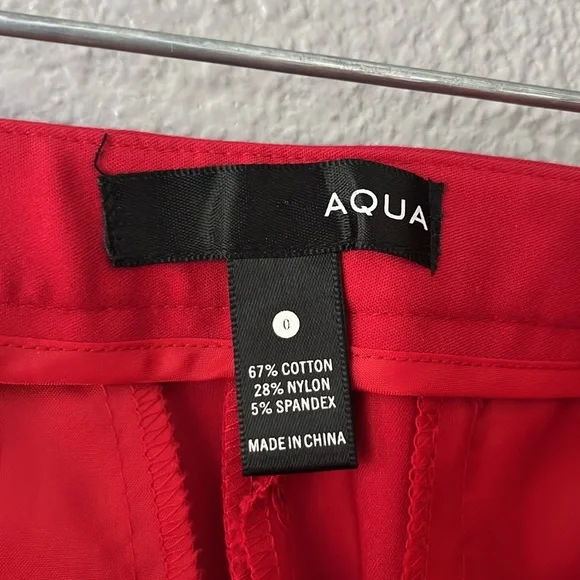 AQUA
0
67% COTTON
28% NYLON
5% SPANDEX
MADE IN CHINA